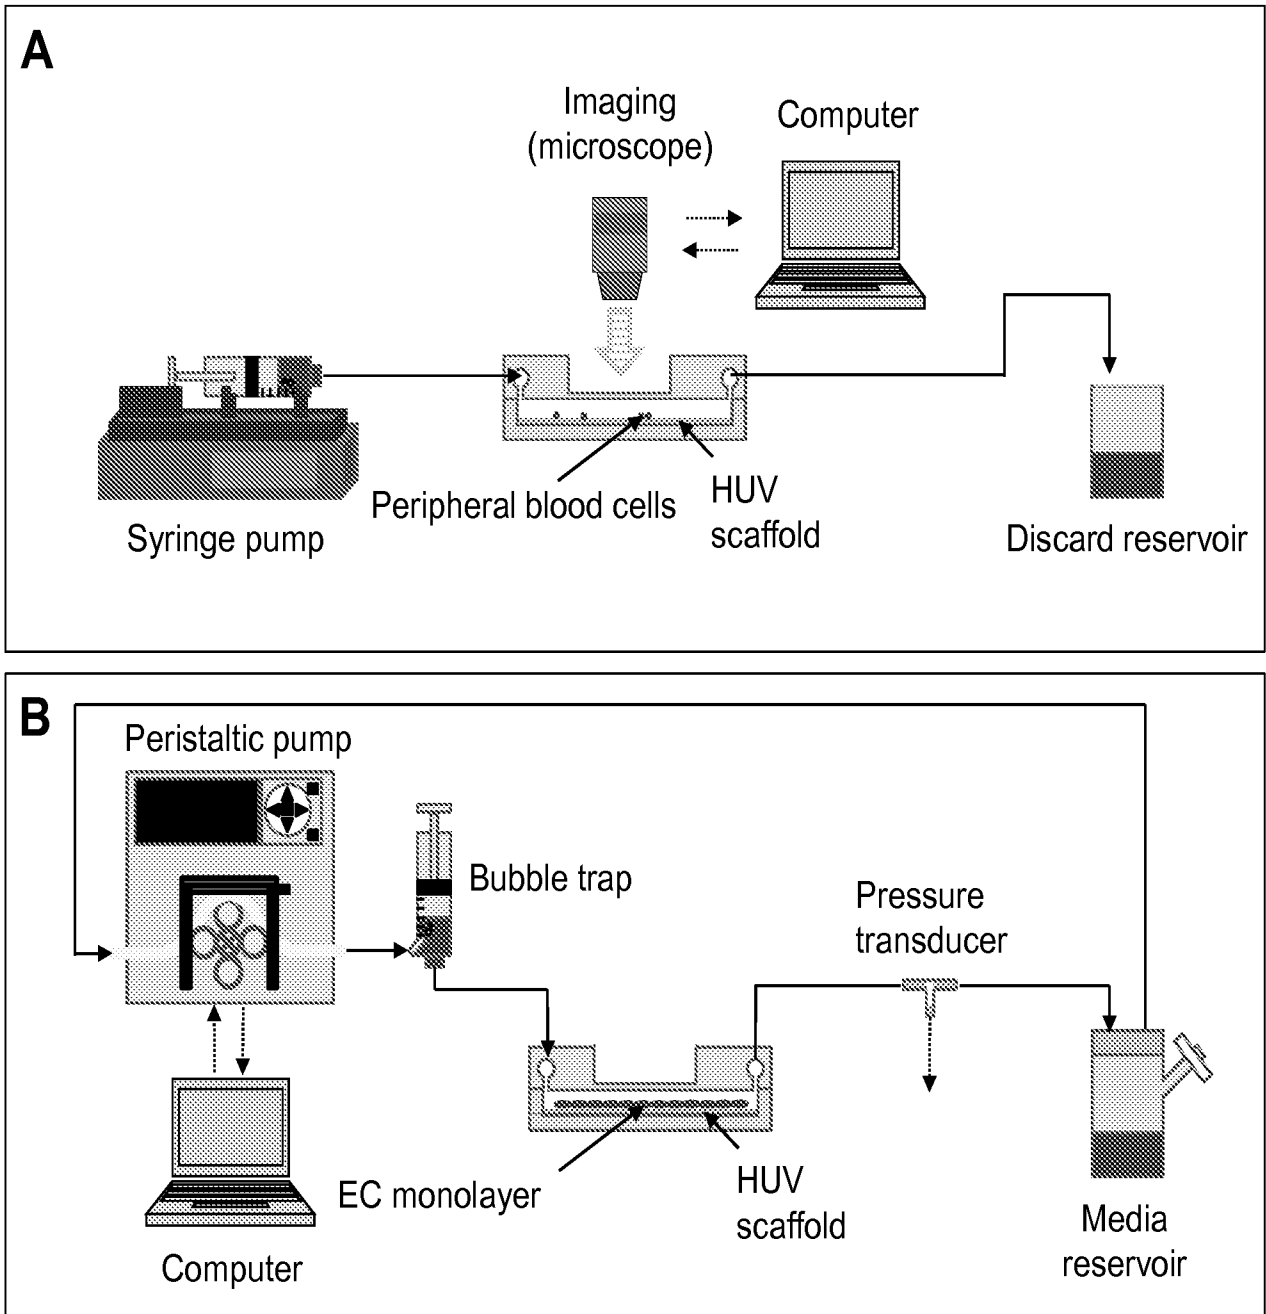 A
Imaging
(microscope)
Computer
Peripheral blood cells
HUV
scaffold
Syringe pump
Discard reservoir
B
Peristaltic pump
Bubble trap
Pressure
transducer
EC monolayer
HUV
scaffold
Computer
Media
reservoir